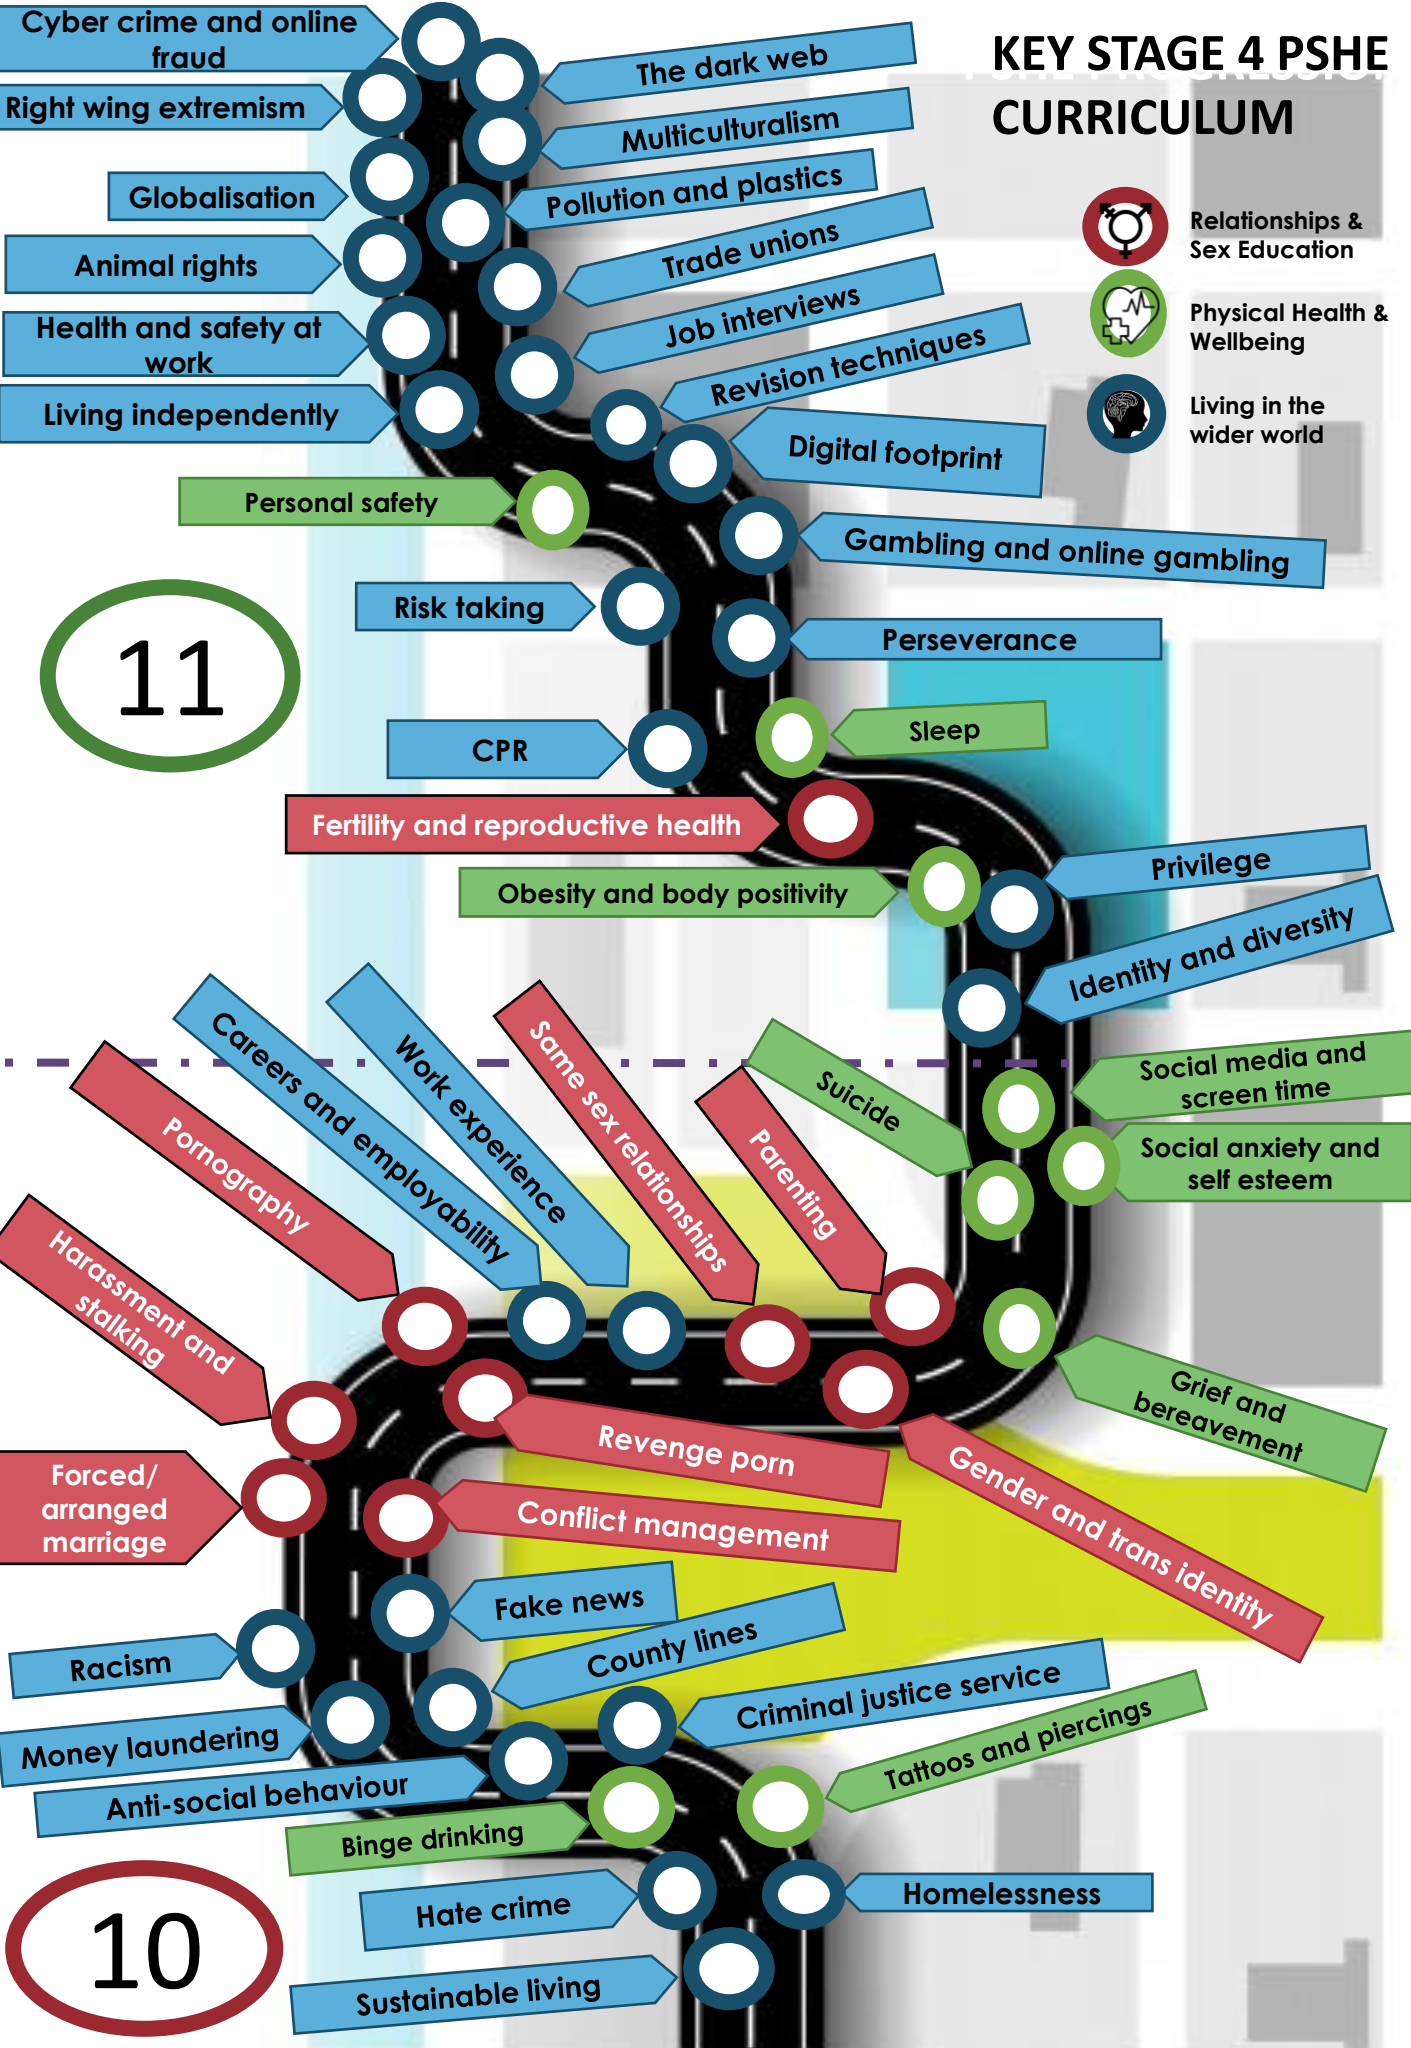 Cyber crime and online
fraud
The dark web
KEY STAGE 4 PSHE
CURRICULUM
Right wing extremism
Multiculturalism
Globalisation
Pollution and plastics
Relationships &
Sex Education
Animal rights
Trade unions
Physical Health &
Wellbeing
Health and safety at
work
Job interviews
Revision techniques
Living in the
wider world
Living independently
Digital footprint
Personal safety
Gambling and online gambling
Risk taking
Perseverance
11
CPR
Sleep
Fertility and reproductive health
Obesity and body positivity
Privilege
Identity and diversity
Careers and employability
Work experience
Same sex relationships
Social media and
screen time
Suicide
Pornography
Parenting
Social anxiety and
self esteem
Harassment and
stalking
Grief and
bereavement
Revenge porn
Gender and trans identity
Forced/
arranged
marriage
Conflict management
Fake news
County lines
Racism
Criminal justice service
Money laundering
Tattoos and piercings
Anti-social behaviour
Binge drinking
Hate crime
Homelessness
10
Sustainable living